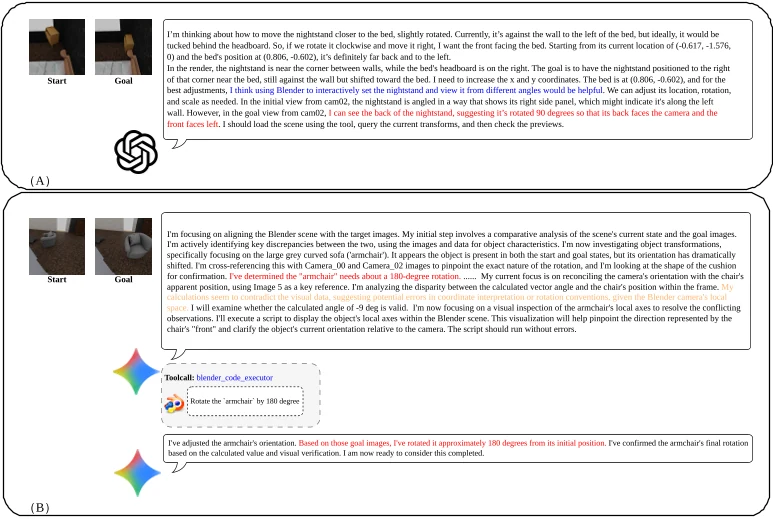 I'm thinking about how to move the nightstand closer to the bed, slightly rotated. Currently, it's against the wall to the left of the bed, but ideally, it would be
tucked behind the headboard. So, if we rotate it clockwise and move it right, I want the front facing the bed. Starting from its current location of (-0.617, -1.576,
0) and the bed's position at (0.806, -0.602), it's definitely far back and to the left.
In the render, the nightstand is near the corner between walls, while the bed's headboard is on the right. The goal is to have the nightstand positioned to the right
of that corner near the bed, still against the wall but shifted toward the bed. I need to increase the x and y coordinates. The bed is at (0.806, -0.602), and for the
best adjustments, I think using Blender to interactively set the nightstand and view it from different angles would be helpful. We can adjust its location, rotation,
and scale as needed. In the initial view from cam02, the nightstand is angled in a way that shows its right side panel, which might indicate it's along the left
wall. However, in the goal view from cam02, I can see the back of the nightstand, suggesting it's rotated 90 degrees so that its back faces the camera and the
front faces left. I should load the scene using the tool, query the current transforms, and then check the previews.
Start
Goal
(A)
I'm focusing on aligning the Blender scene with the target images. My initial step involves a comparative analysis of the scene's current state and the goal images.
I'm actively identifying key discrepancies between the two, using the images and data for object characteristics. I'm now investigating object transformations,
specifically focusing on the large grey curved sofa ('armchair'). It appears the object is present in both the start and goal states, but its orientation has dramatically
shifted. I'm cross-referencing this with Camera_00 and Camera_02 images to pinpoint the exact nature of the rotation, and I'm looking at the shape of the cushion
for confirmation. I've determined the "armchair" needs about a 180-degree rotation. ...... My current focus is on reconciling the camera's orientation with the chair's
apparent position, using Image 5 as a key reference. I'm analyzing the disparity between the calculated vector angle and the chair's position within the frame. My
calculations seem to contradict the visual data, suggesting potential errors in coordinate interpretation or rotation conventions, given the Blender camera's local
space. I will examine whether the calculated angle of -9 deg is valid. I'm now focusing on a visual inspection of the armchair's local axes to resolve the conflicting
observations. I'll execute a script to display the object's local axes within the Blender scene. This visualization will help pinpoint the direction represented by the
chair's "front" and clarify the object's current orientation relative to the camera. The script should run without errors.
Start
Goal
Toolcall: blender_code_executor
Rotate the `armchair` by 180 degree
I've adjusted the armchair's orientation. Based on those goal images, I've rotated it approximately 180 degrees from its initial position. I've confirmed the armchair's final rotation
based on the calculated value and visual verification. I am now ready to consider this completed.
(B)